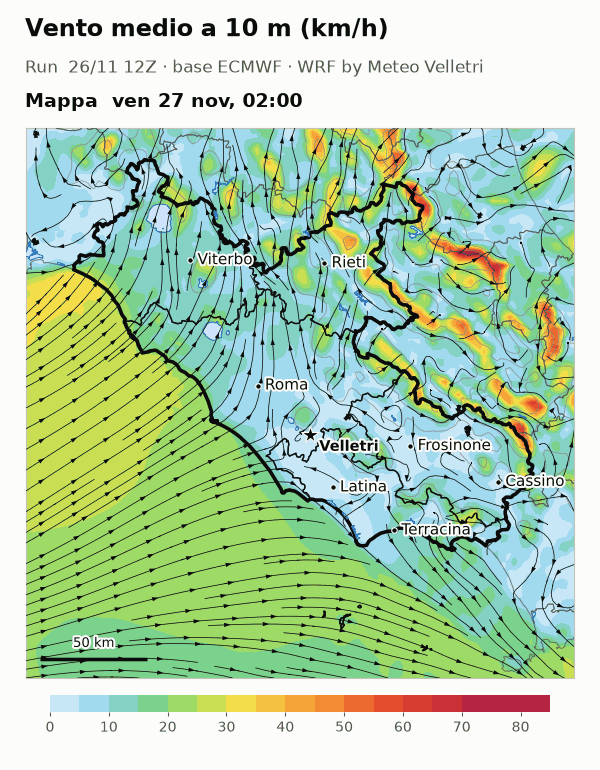 Vento medio a 10 m (km/h)
Run  26/11 12Z · base ECMWF · WRF by Meteo Velletri
Mappa  ven 27 nov, 02:00
Viterbo
Rieti
Roma
Velletri
Frosinone
Latina
Cassino
Terracina
50 km
0 10 20 30 40 50 60 70 80